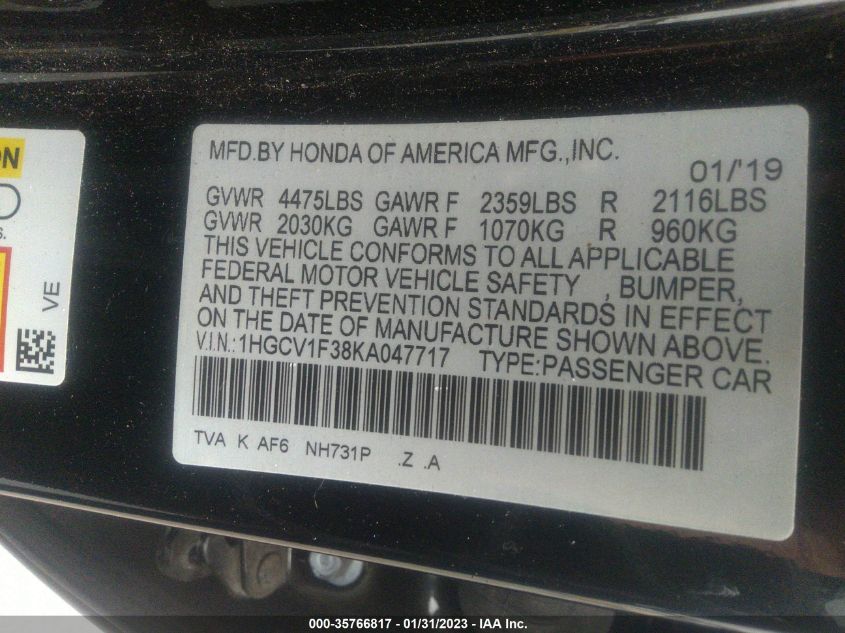 MFD.BY HONDA OF AMERICA MFG.,INC.
01/'19
GVWR 4475LBS GAWR F 2359LBS R 2116LBS
GVWR 2030KG GAWR F 1070KG R 960KG
THIS VEHICLE CONFORMS TO ALL APPLICABLE
FEDERAL MOTOR VEHICLE SAFETY , BUMPER,
AND THEFT PREVENTION STANDARDS IN EFFECT
ON THE DATE OF MANUFACTURE SHOWN ABOVE.
V.I.N.:1HGCV1F38KA047717 TYPE:PASSENGER CAR
TVA K AF6 NH731P .Z .A
ON
S.
VE
000-35766817 - 01/31/2023 - IAA Inc.